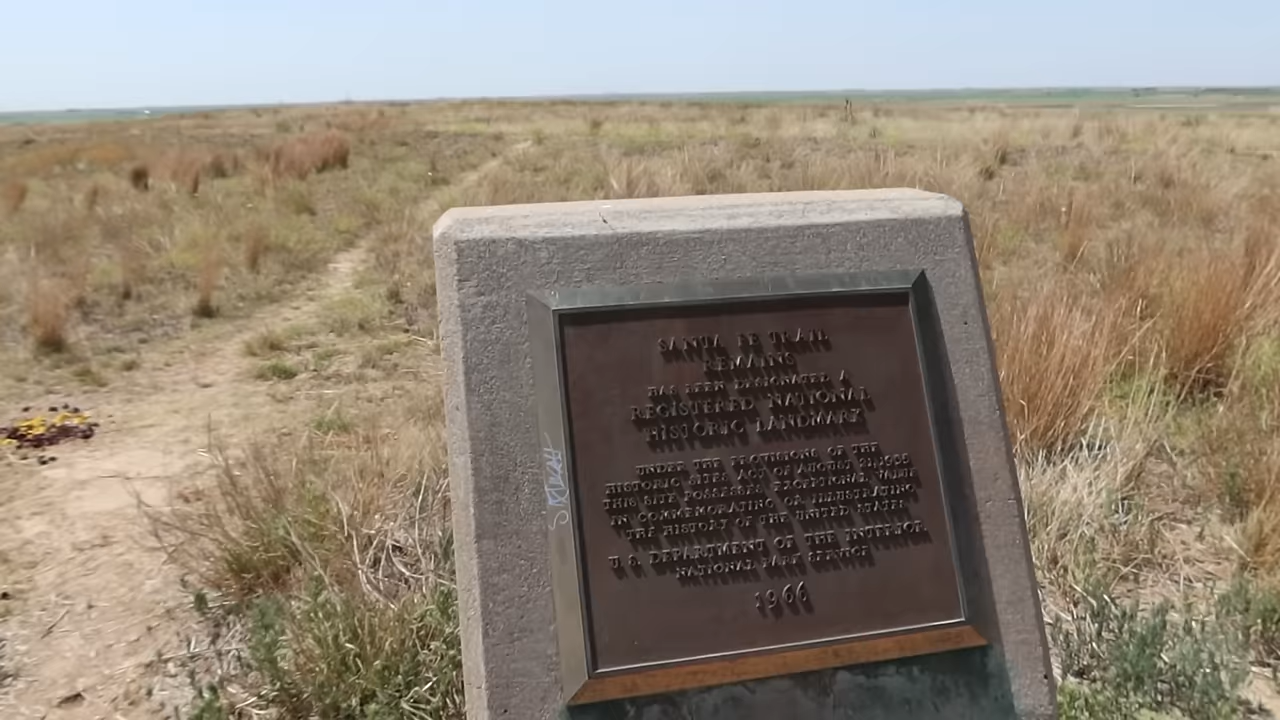 SANTA FE TRAIL
REMAINS
HAS BEEN DESIGNATED A
REGISTERED NATIONAL
HISTORIC LANDMARK
UNDER THE PROVISIONS OF THE
HISTORIC SITES ACT OF AUGUST 21, 1935
THIS SITE POSSESSES EXCEPTIONAL VALUE
IN COMMEMORATING OR ILLUSTRATING
THE HISTORY OF THE UNITED STATES
U. S. DEPARTMENT OF THE INTERIOR
NATIONAL PARK SERVICE
1966